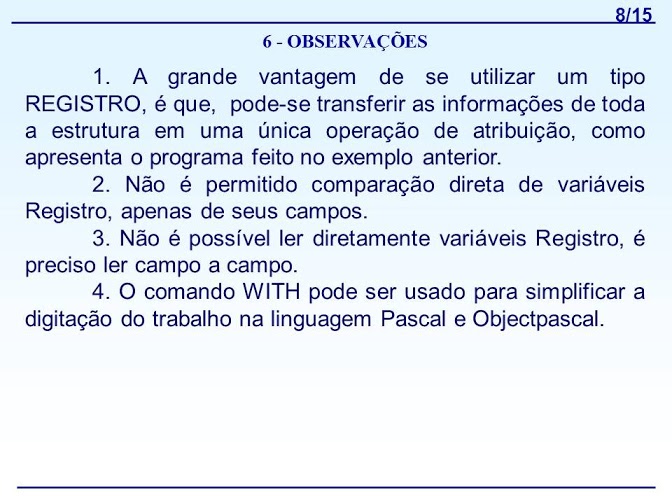 8/15
6 - OBSERVAÇÕES
1. A grande vantagem de se utilizar um tipo
REGISTRO, é que, pode-se transferir as informações de toda
a estrutura em uma única operação de atribuição, como
apresenta o programa feito no exemplo anterior.
2. Não é permitido comparação direta de variáveis
Registro, apenas de seus campos.
3. Não é possível ler diretamente variáveis Registro, é
preciso ler campo a campo.
4. O comando WITH pode ser usado para simplificar a
digitação do trabalho na linguagem Pascal e Objectpascal.